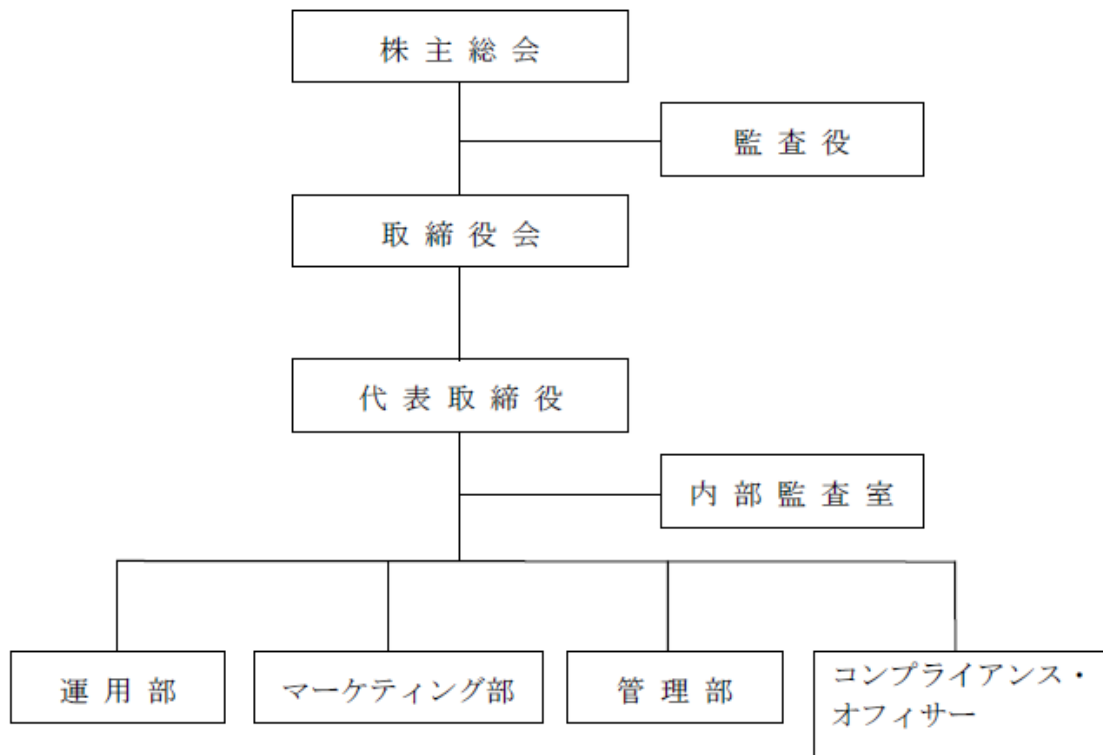 株主総会
監査役
取締役会
代表取締役
内部監査室
運用部
マーケティング部
管理部
コンプライアンス・
オフィサー